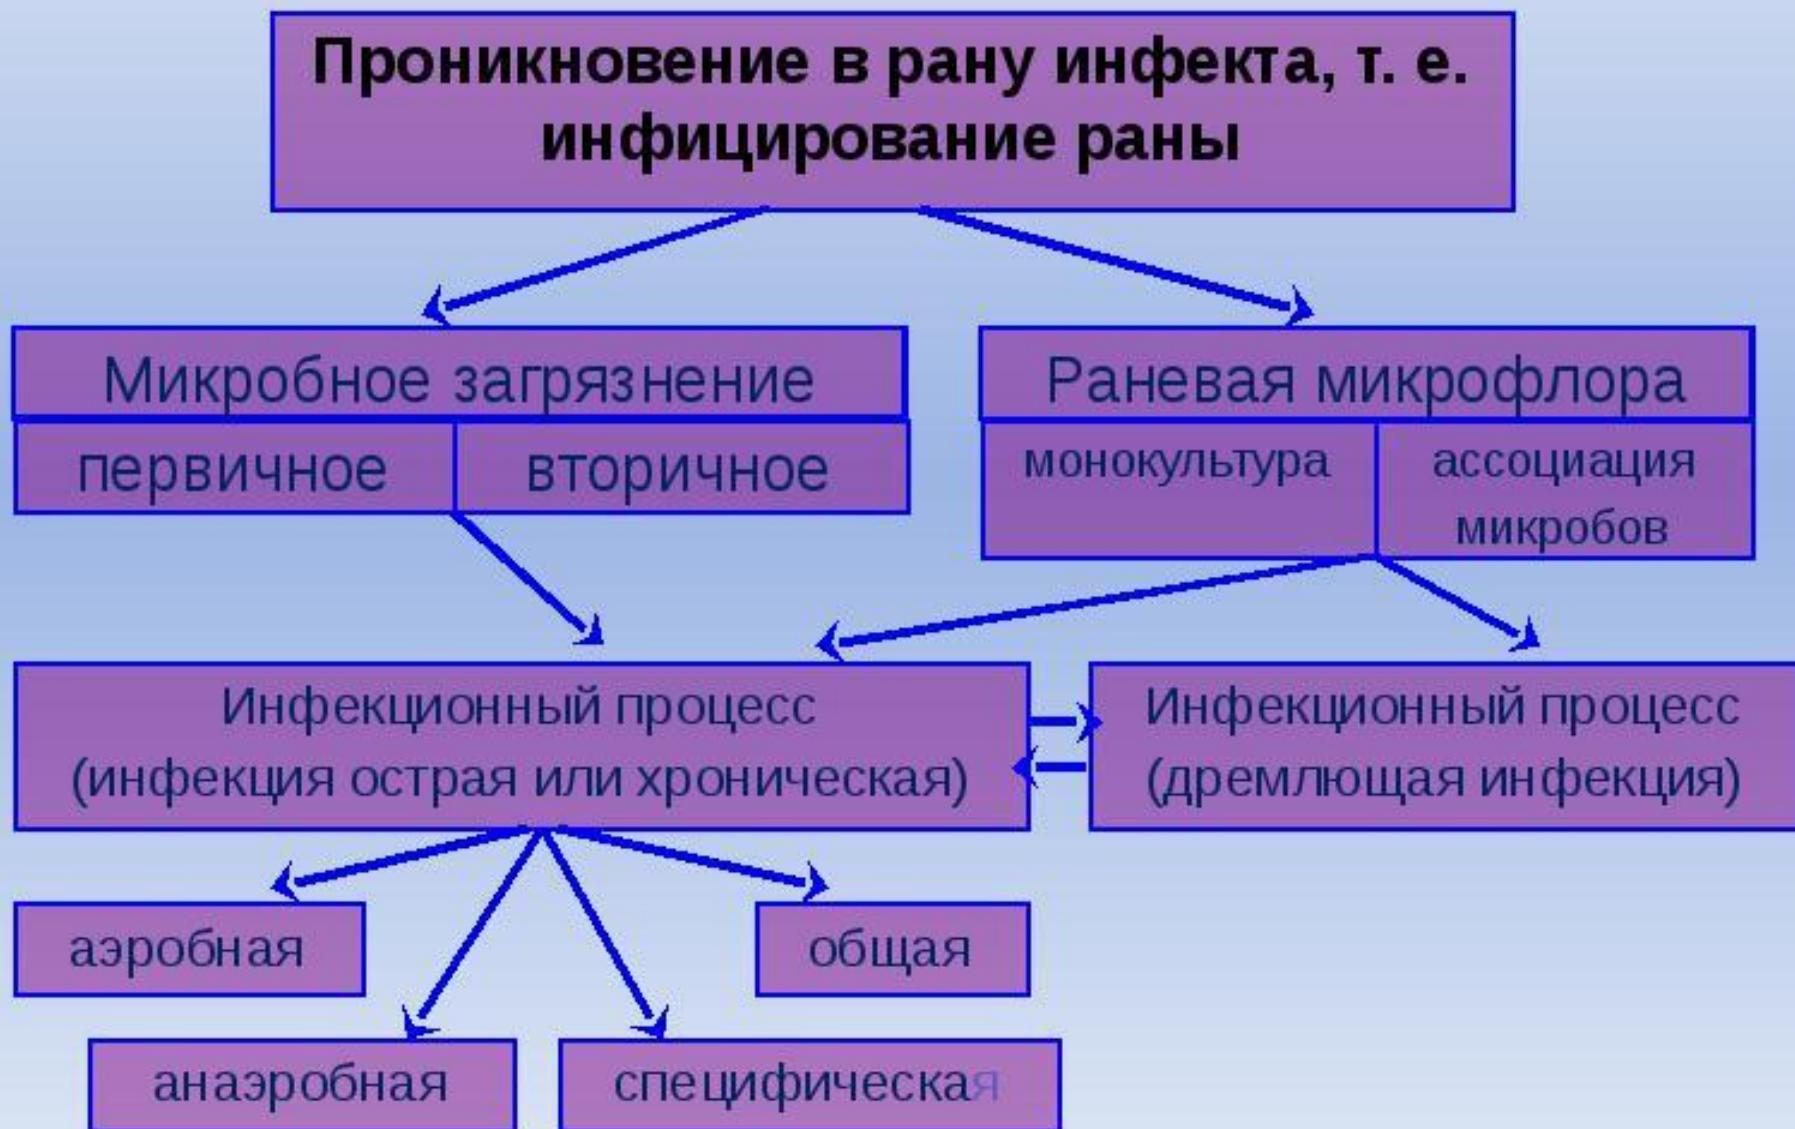 Проникновение в рану инфекта, т. е.
инфицирование раны
Микробное загрязнение
первичное
вторичное
Раневая микрофлора
монокультура
ассоциация
микробов
Инфекционный процесс
(инфекция острая или хроническая)
Инфекционный процесс
(дремлющая инфекция)
аэробная
общая
анаэробная
специфическая